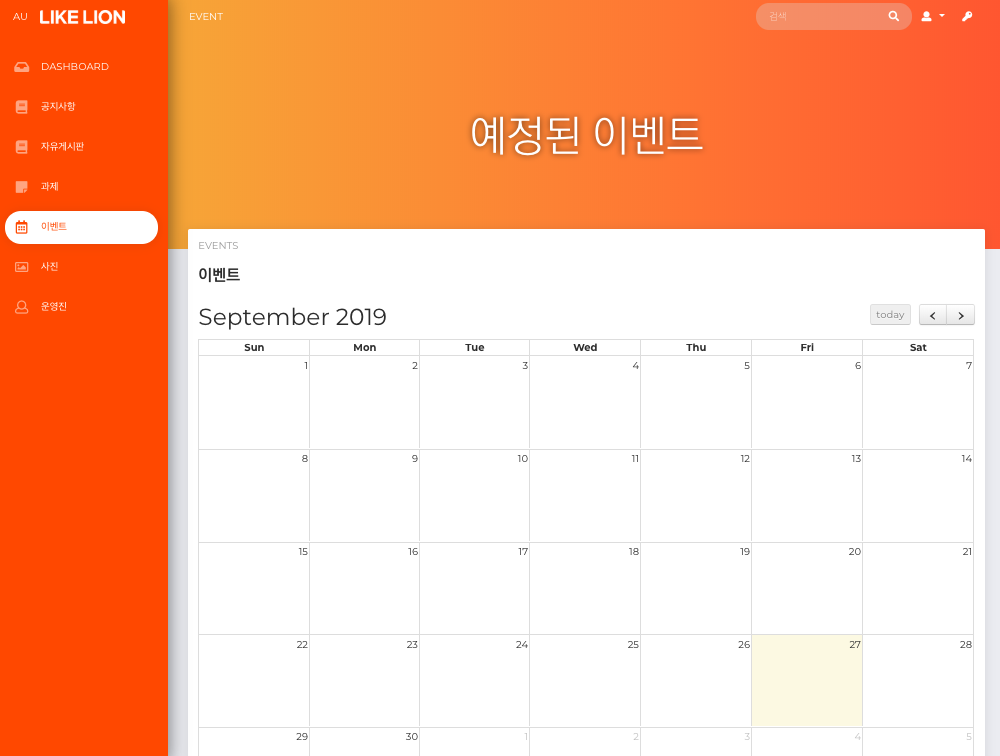 AU LIKE LION
DASHBOARD
공지사항
자유게시판
과제
이벤트
사진
운영진
EVENT
검색
예정된 이벤트
EVENTS
이벤트
September 2019
today
Sun Mon Tue Wed Thu Fri Sat
1 2 3 4 5 6 7
8 9 10 11 12 13 14
15 16 17 18 19 20 21
22 23 24 25 26 27 28
29 30 1 2 3 4 5